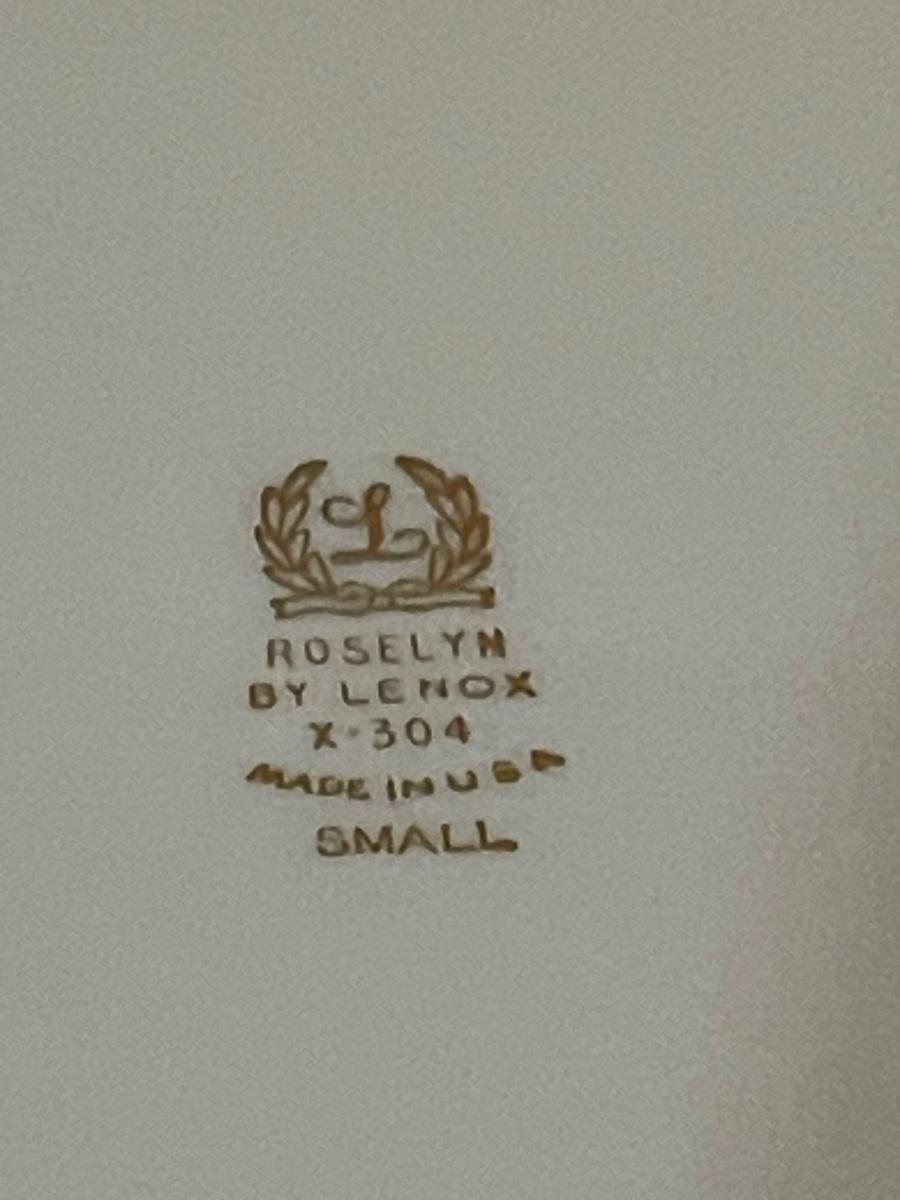 L
ROSELYN
BY LENOX
X·304
MADE IN USA
SMALL